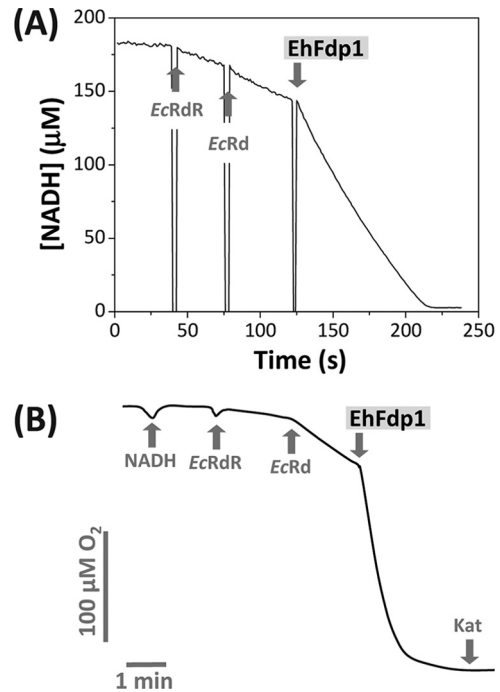 (A)
[NADH] (μM)
200
150
100
50
0
EcRdR
EcRd
EhFdp1
0 50 100 150 200 250
Time (s)
(B)
NADH
EcRdR
EcRd
EhFdp1
Kat
100 μM O₂
1 min